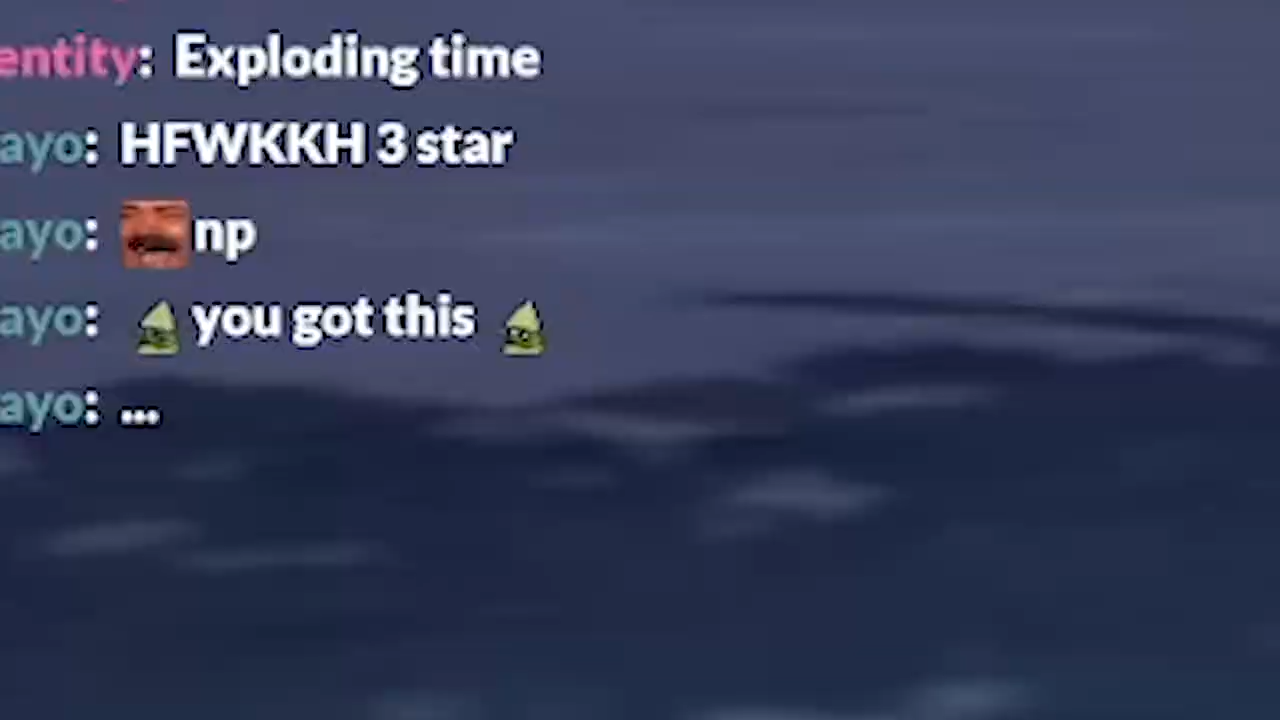 entity: Exploding time
ayo: HFWKKH 3 star
ayo: np
ayo: you got this
ayo: ...